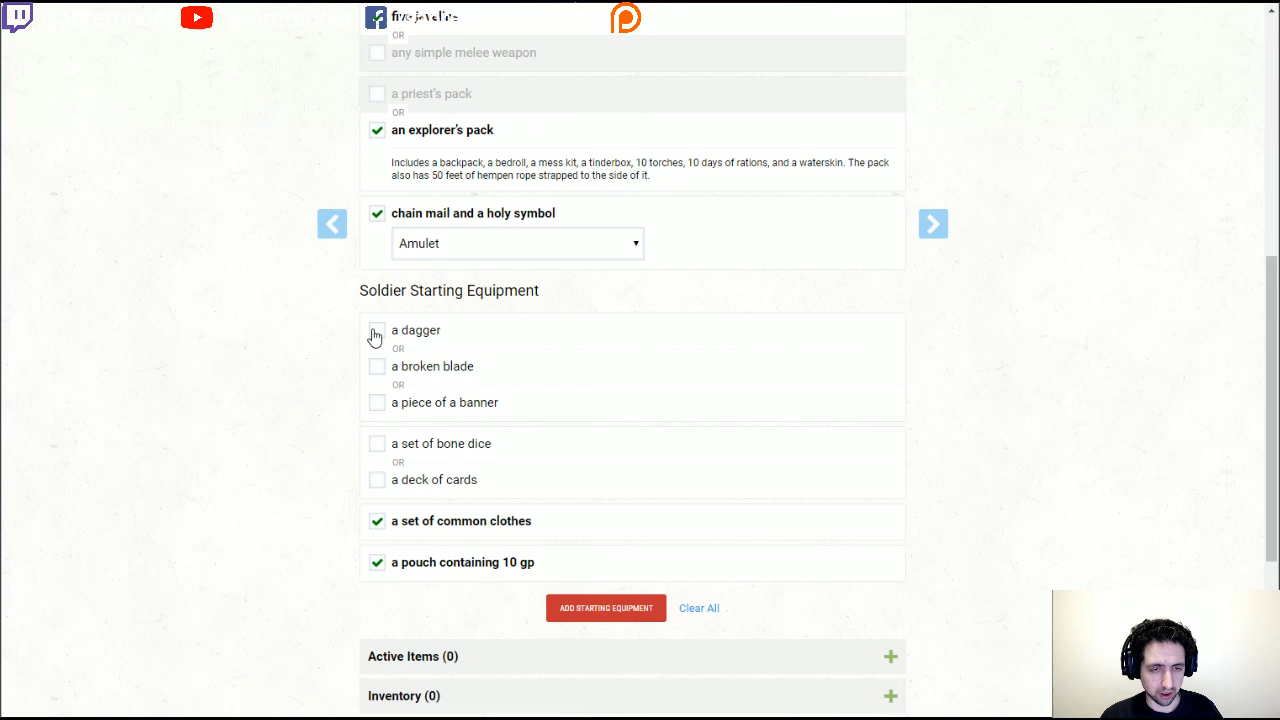 OR
any simple melee weapon
a priest's pack
OR
an explorer's pack
Includes a backpack, a bedroll, a mess kit, a tinderbox, 10 torches, 10 days of rations, and a waterskin. The pack
also has 50 feet of hempen rope strapped to the side of it.
chain mail and a holy symbol
Amulet
Soldier Starting Equipment
a dagger
OR
a broken blade
OR
a piece of a banner
a set of bone dice
OR
a deck of cards
a set of common clothes
a pouch containing 10 gp
ADD STARTING EQUIPMENT
Clear All
Active Items (0)
Inventory (0)